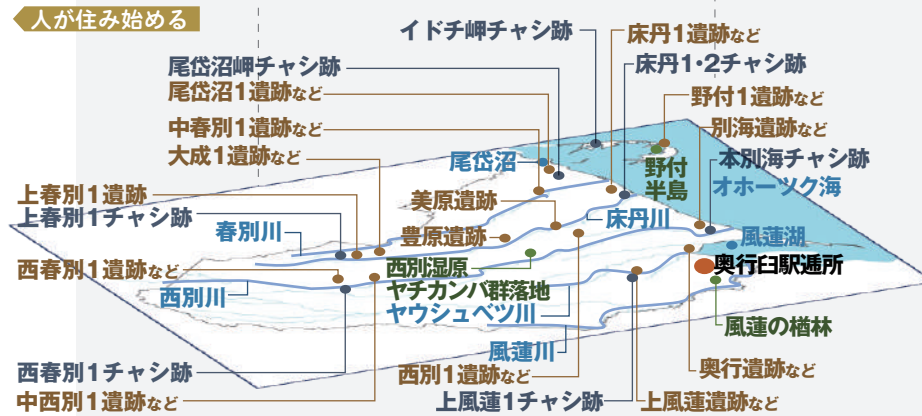 人が住み始める
イドチ岬チャシ跡
床丹1遺跡など
尾岱沼岬チャシ跡
床丹1・2チャシ跡
尾岱沼1遺跡など
野付1遺跡など
中春別1遺跡など
別海遺跡など
大成1遺跡など
尾岱沼
野付
半島
本別海チャシ跡
オホーツク海
上春別1遺跡
美原遺跡
上春別1チャシ跡
春別川
床丹川
豊原遺跡
風蓮湖
西春別1遺跡など
西別湿原
ヤチカンバ群落地
奥行臼駅逓所
西別川
ヤウシュベツ川
風蓮の楢林
風蓮川
西春別1チャシ跡
西別1遺跡など
奥行遺跡など
中西別1遺跡など
上風蓮1チャシ跡
上風蓮遺跡など